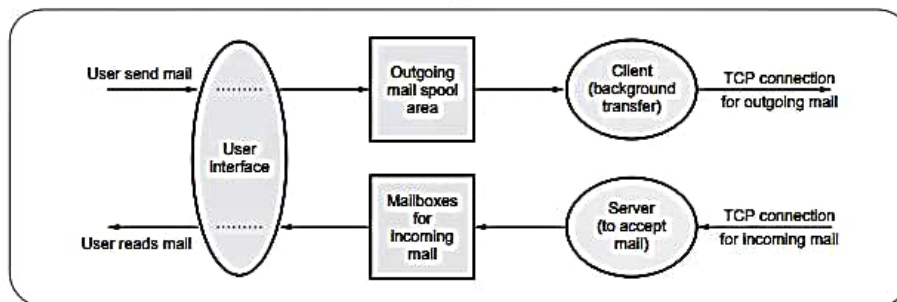 User send mail
User
interface
User reads mail
Outgoing
mail spool
area
Client
(background
transfer)
TCP connection
for outgoing mail
Mailboxes
for
incoming
mail
Server
(to accept
mail)
TCP connection
for incoming mail